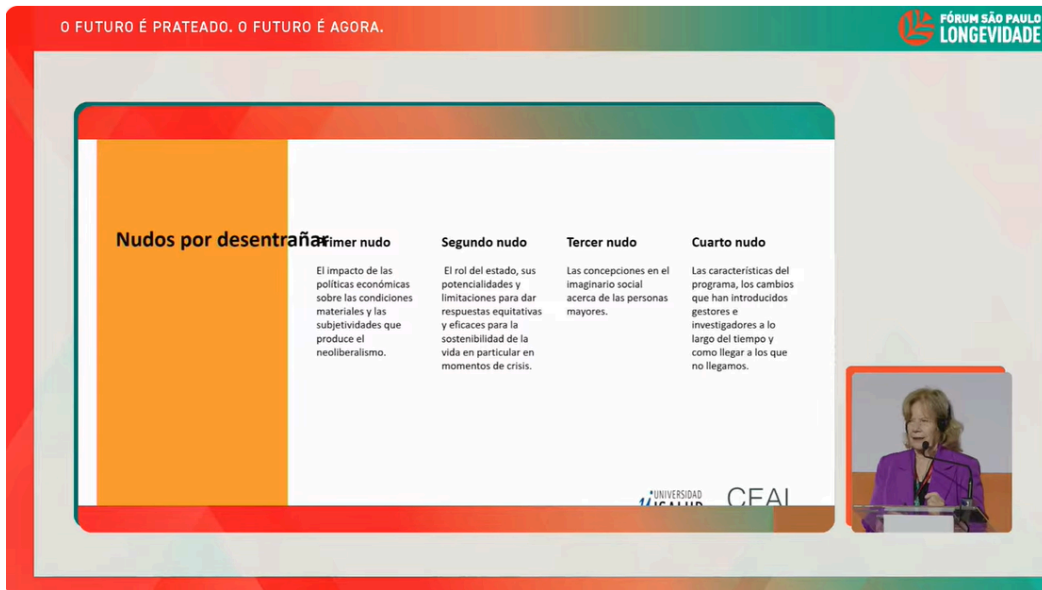 O FUTURO É PRATEADO. O FUTURO É AGORA.
FÓRUM SÃO PAULO
LONGEVIDADE
Nudos por desentrañar
Primer nudo
El impacto de las
políticas económicas
sobre las condiciones
materiales y las
subjetividades que
produce el
neoliberalismo.
Segundo nudo
El rol del estado, sus
potencialidades y
limitaciones para dar
respuestas equitativas
y eficaces para la
sostenibilidad de la
vida en particular en
momentos de crisis.
Tercer nudo
Las concepciones en el
imaginario social
acerca de las personas
mayores.
Cuarto nudo
Las características del
programa, los cambios
que han introducidos
gestores e
investigadores a lo
largo del tiempo y
como llegar a los que
no llegamos.
UNIVERSIDAD